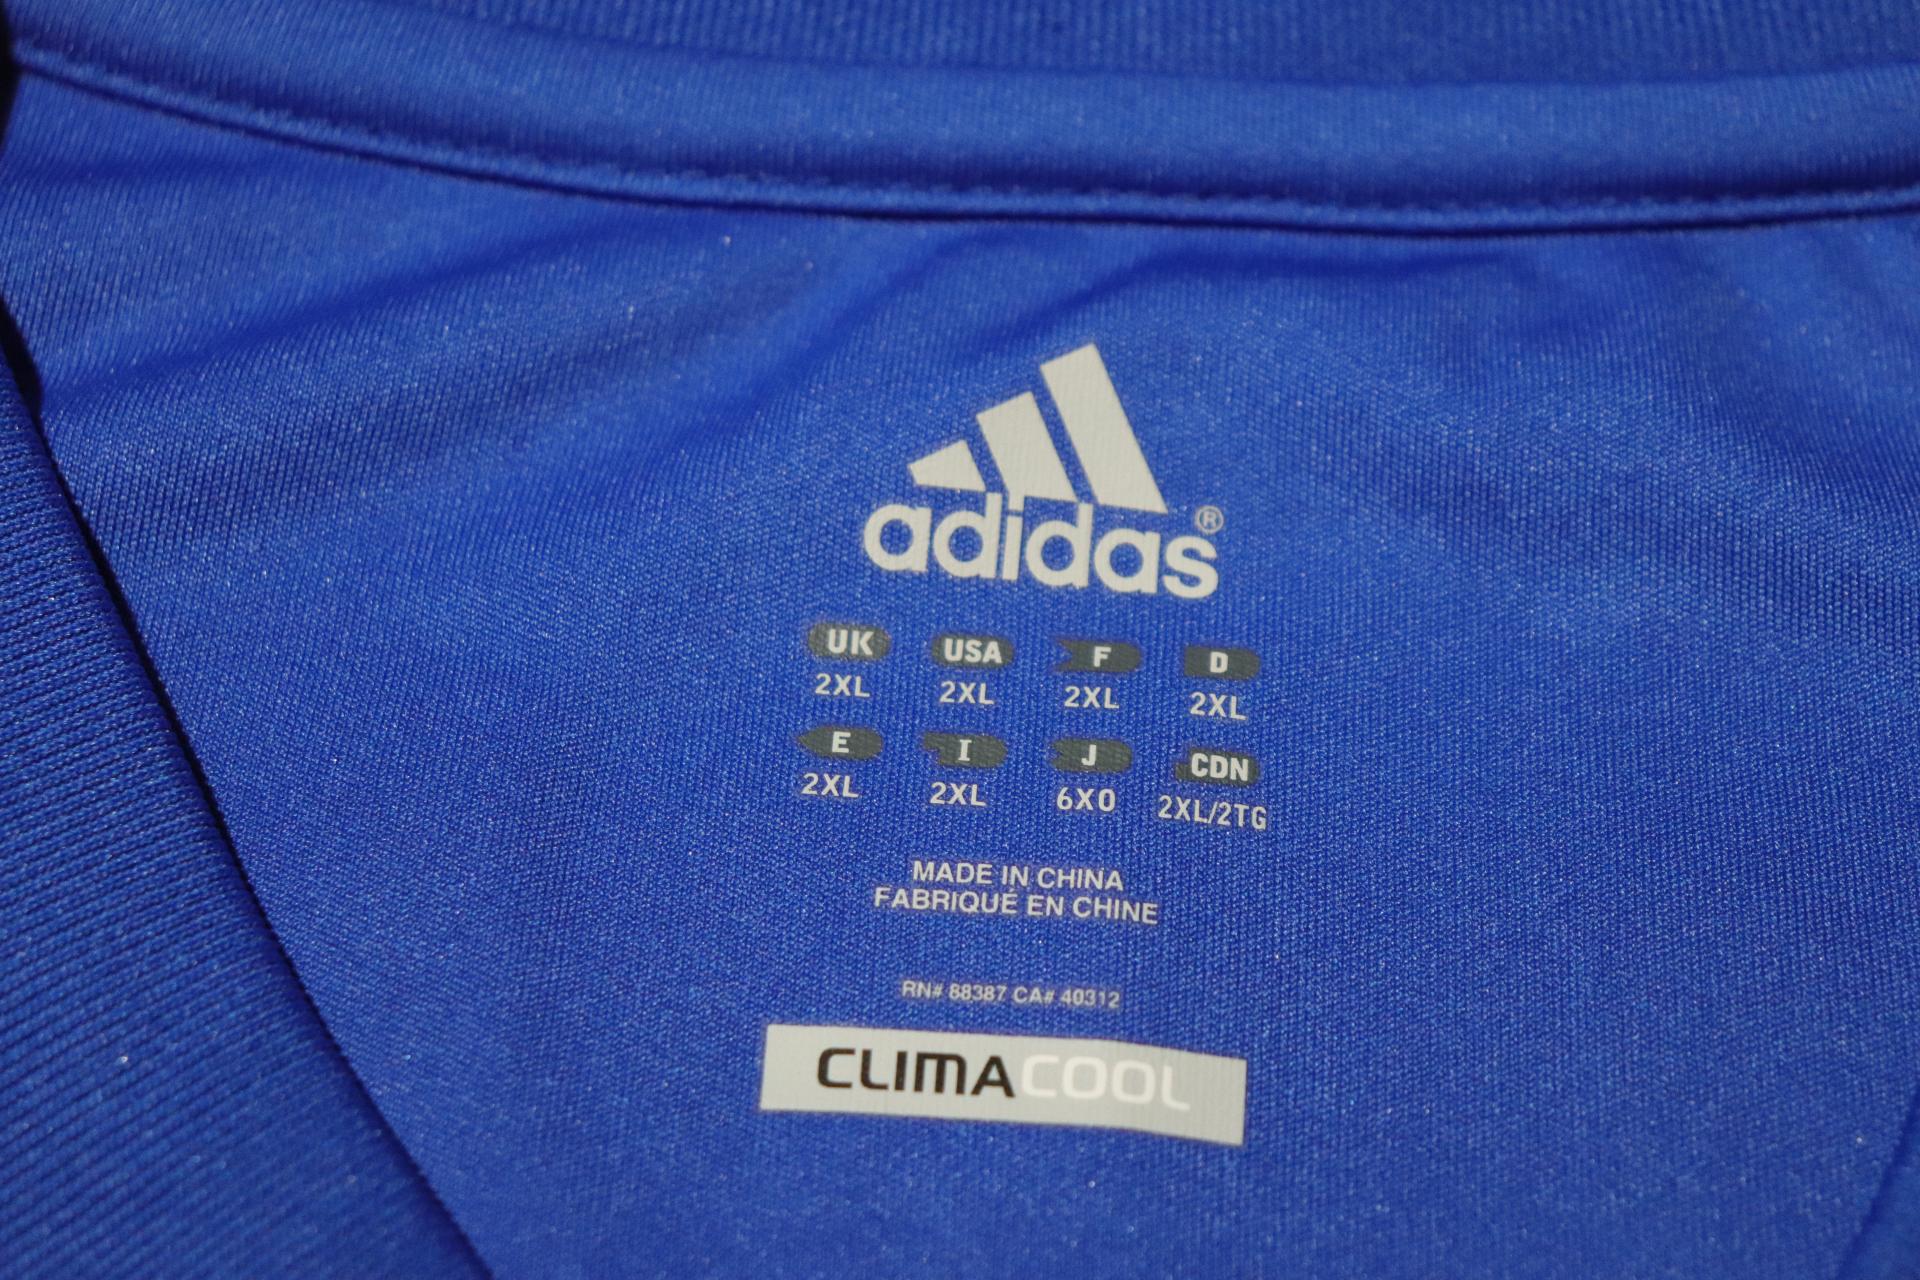 adidas®
UK USA F D
2XL 2XL 2XL 2XL
E I J CDN
2XL 2XL 6XO 2XL/2TG
MADE IN CHINA
FABRIQUÉ EN CHINE
RN# 88387 CA# 40312
CLIMACOOL